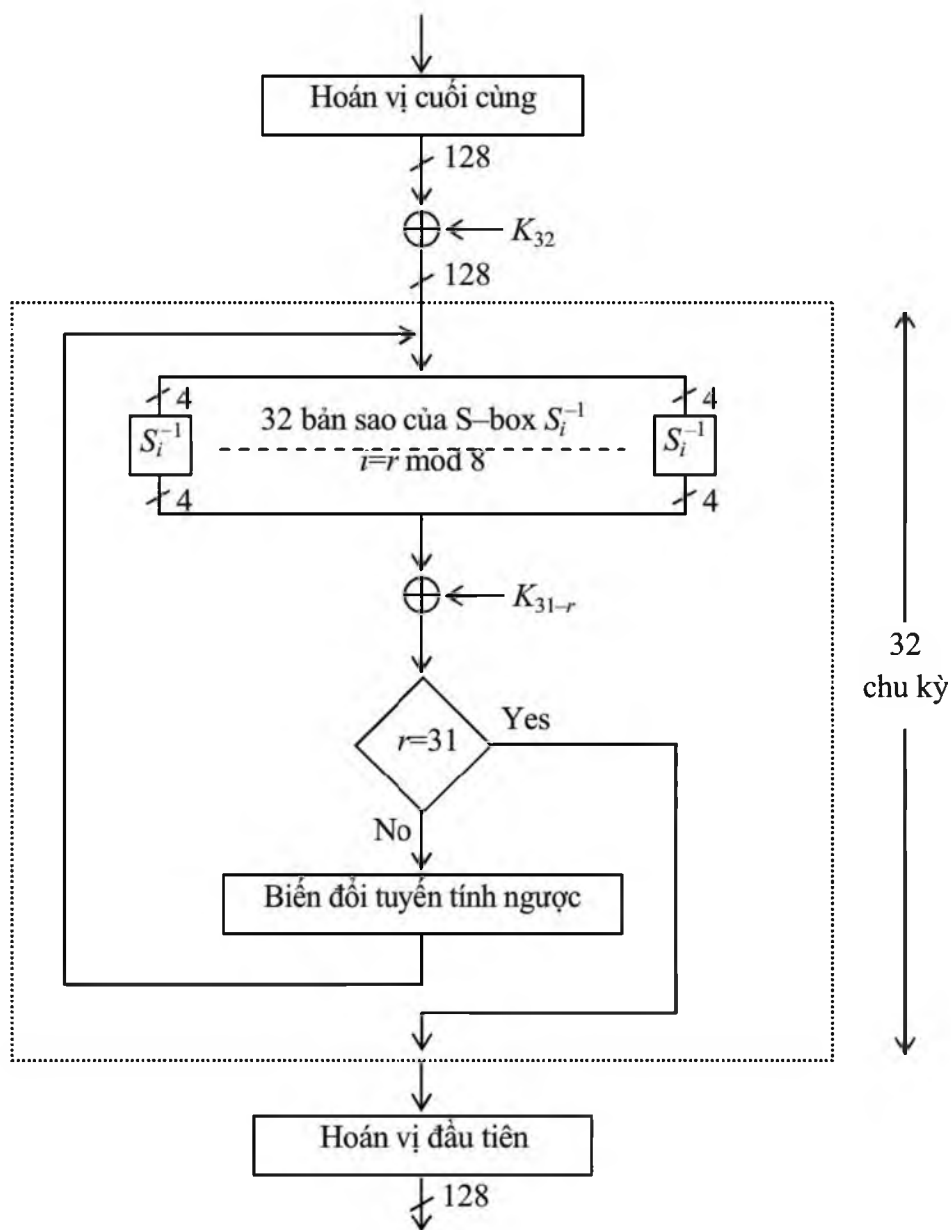 Hoán vị cuối cùng
128
K32
128
4
4
S_i^{-1}
32 bản sao của S–box S_i^{-1}
i=r mod 8
S_i^{-1}
4
4
K31–r
32
chu kỳ
Yes
r=31
No
Biến đổi tuyến tính ngược
Hoán vị đầu tiên
128